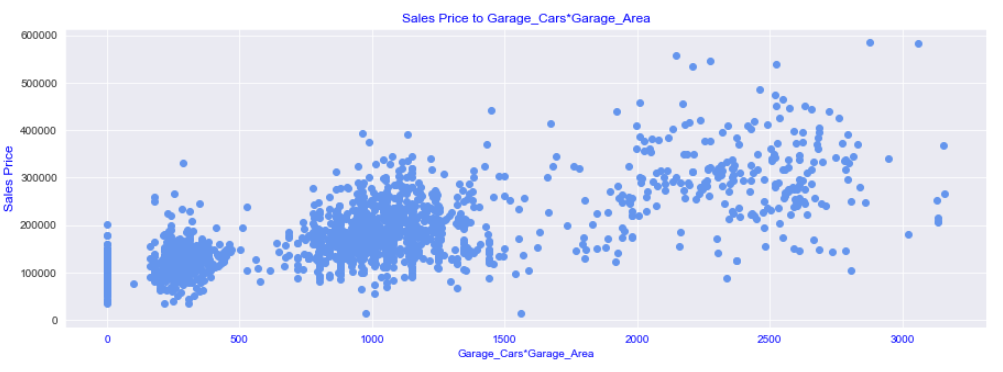 Sales Price to Garage_Cars*Garage_Area
Sales Price
600000
500000
400000
300000
200000
100000
0
0 500 1000 1500 2000 2500 3000
Garage_Cars*Garage_Area